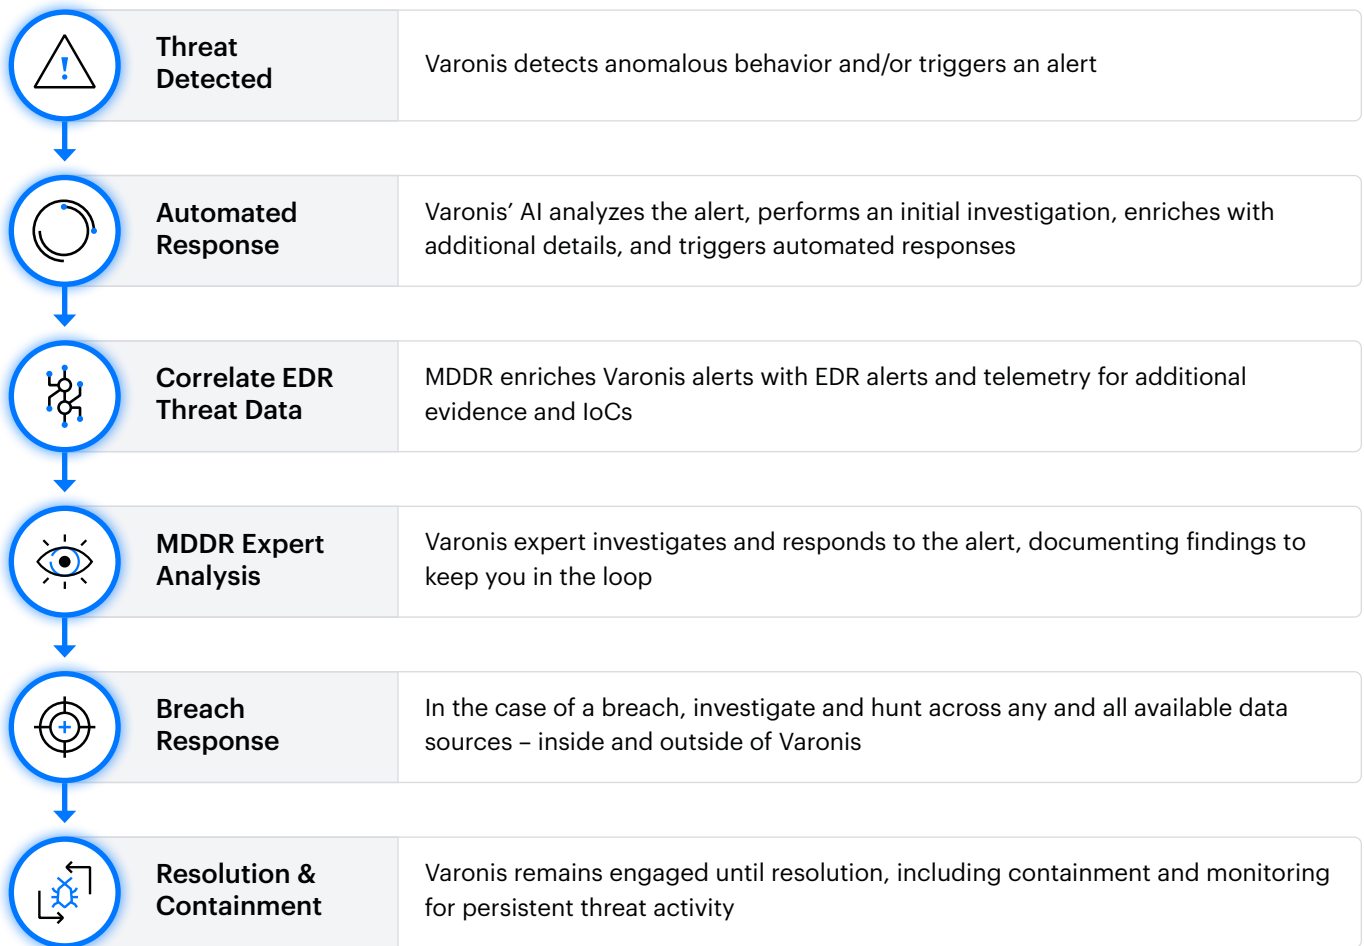 Threat
Detected
Varonis detects anomalous behavior and/or triggers an alert
Automated
Response
Varonis’ AI analyzes the alert, performs an initial investigation, enriches with
additional details, and triggers automated responses
Correlate EDR
Threat Data
MDDR enriches Varonis alerts with EDR alerts and telemetry for additional
evidence and IoCs
MDDR Expert
Analysis
Varonis expert investigates and responds to the alert, documenting findings to
keep you in the loop
Breach
Response
In the case of a breach, investigate and hunt across any and all available data
sources – inside and outside of Varonis
Resolution &
Containment
Varonis remains engaged until resolution, including containment and monitoring
for persistent threat activity